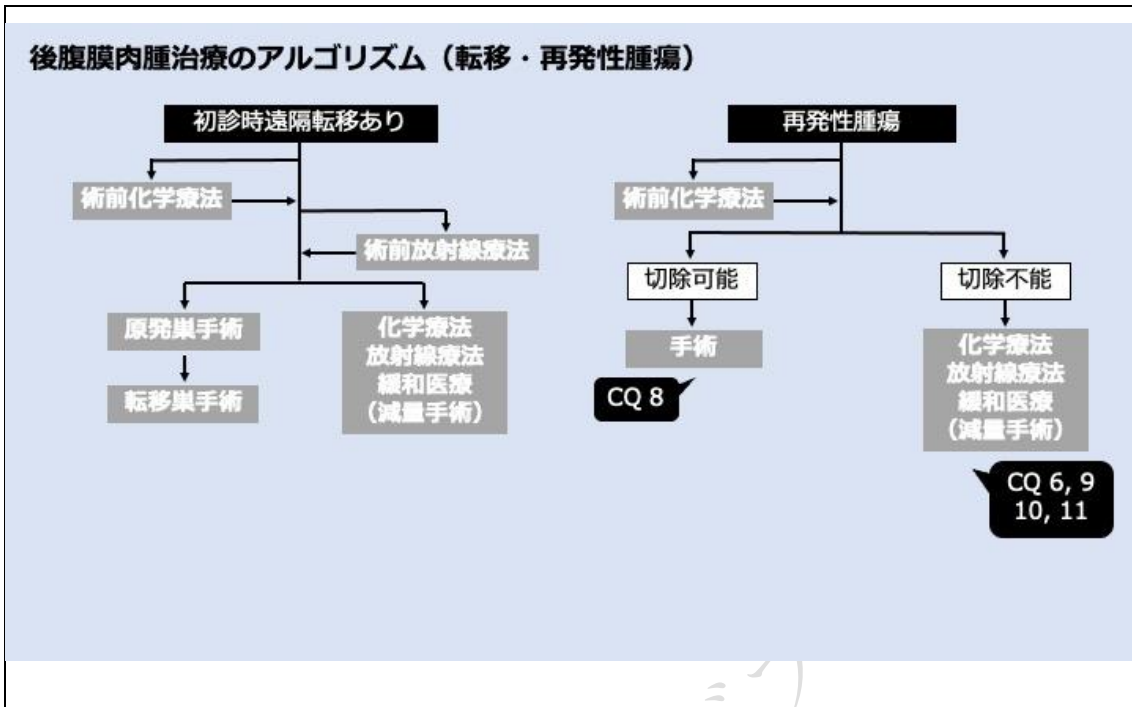 後腹膜肉腫治療のアルゴリズム（転移・再発性腫瘍）
初診時遠隔転移あり
術前化学療法
術前放射線療法
原発巣手術
転移巣手術
化学療法
放射線療法
緩和医療
（減量手術）
再発性腫瘍
術前化学療法
切除可能
手術
CQ 8
切除不能
化学療法
放射線療法
緩和医療
（減量手術）
CQ 6, 9
10, 11